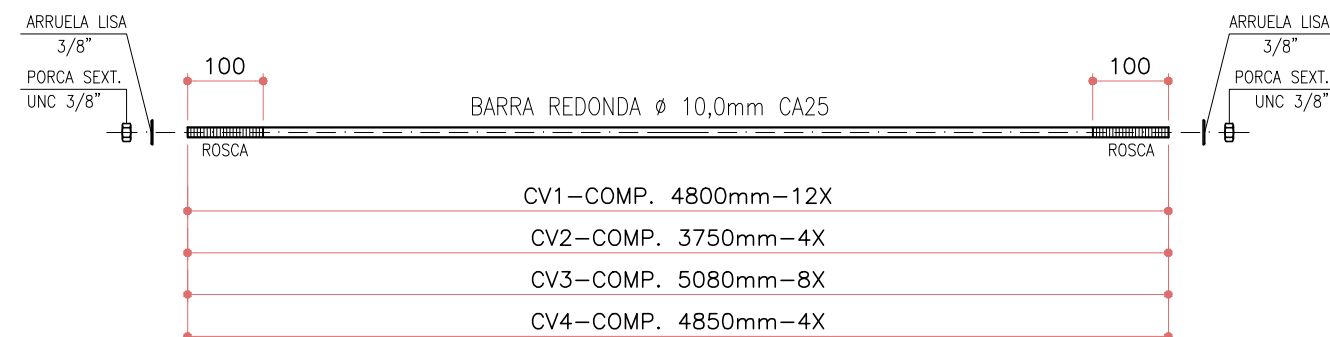 ARRUELA LISA
3/8"
PORCA SEXT.
UNC 3/8"
100
BARRA REDONDA ø 10,0mm CA25
100
ARRUELA LISA
3/8"
PORCA SEXT.
UNC 3/8"
ROSCA
ROSCA
CV1-COMP. 4800mm-12X
CV2-COMP. 3750mm-4X
CV3-COMP. 5080mm-8X
CV4-COMP. 4850mm-4X